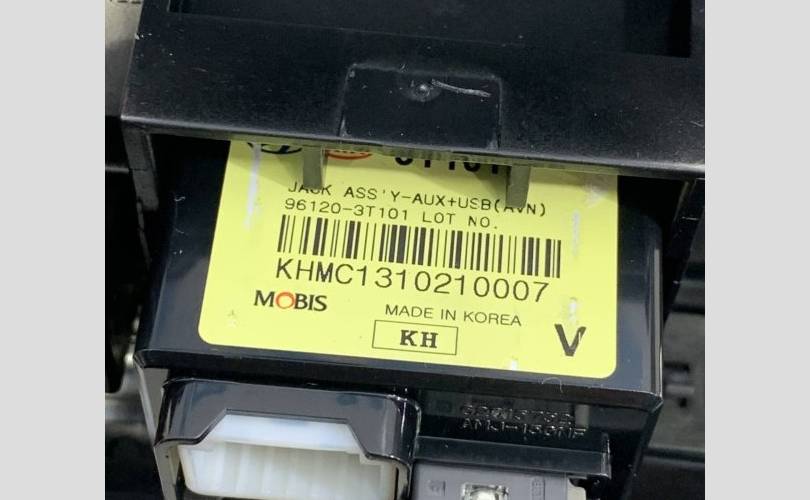 JACK ASS'Y-AUX+USB(AVN)
96120-3T101 LOT NO.
KHMC1310210007
MOBIS
MADE IN KOREA
KH
V